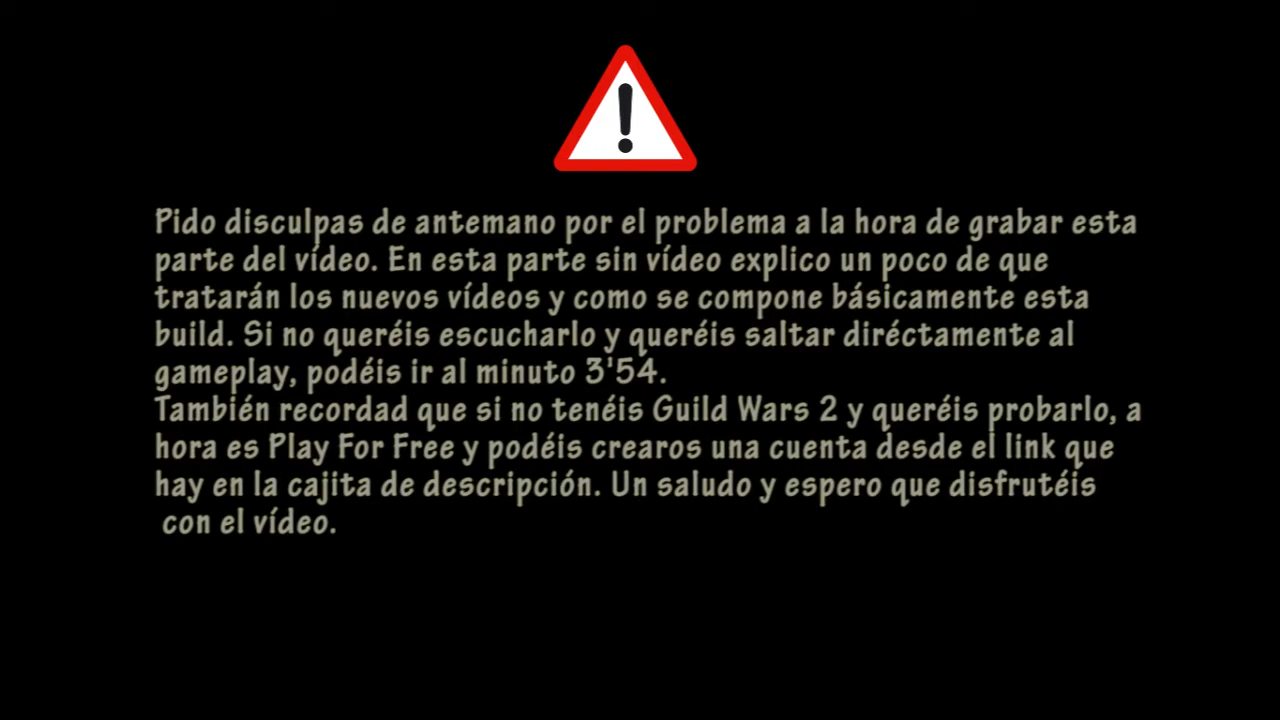 Pido disculpas de antemano por el problema a la hora de grabar esta
parte del vídeo. En esta parte sin vídeo explico un poco de que
tratarán los nuevos vídeos y como se compone básicamente esta
build. Si no queréis escucharlo y queréis saltar diréctamente al
gameplay, podéis ir al minuto 3'54.
También recordad que si no tenéis Guild Wars 2 y queréis probarlo, a
hora es Play For Free y podéis crearos una cuenta desde el link que
hay en la cajita de descripción. Un saludo y espero que disfrutéis
con el vídeo.